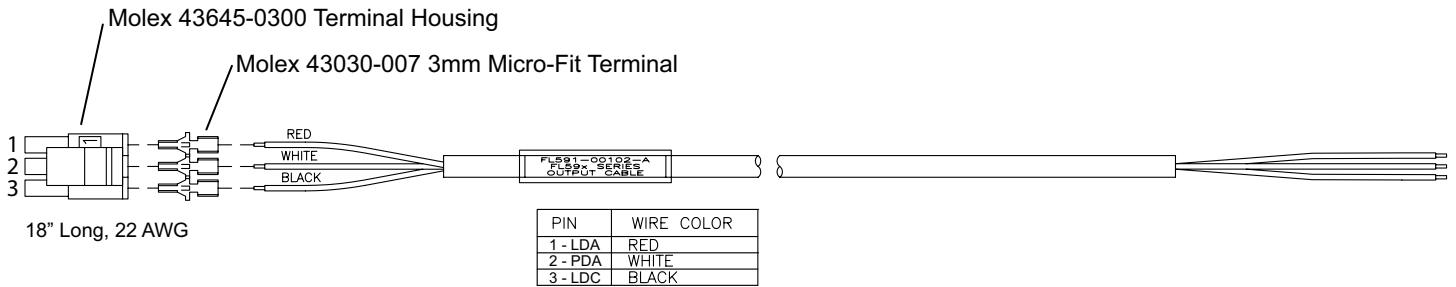 Molex 43645-0300 Terminal Housing
Molex 43030-007 3mm Micro-Fit Terminal
1
2
3
1
RED
WHITE
BLACK
FL591-00102-A
FL59x SERIES
OUTPUT CABLE
18” Long, 22 AWG
PIN WIRE COLOR
1 - LDA RED
2 - PDA WHITE
3 - LDC BLACK